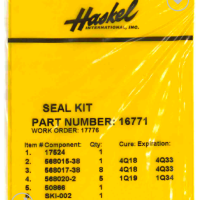 Haskel
INTERNATIONAL, INC.
SEAL KIT
PART NUMBER: 16771
WORK ORDER: 17776
Item # Component: Qty: Cure: Expiration:
1. 17524 1
2. 568015-38 1 4Q18 4Q33
3. 568017-38 8 4Q18 4Q33
4. 568020-2 5 1Q19 1Q34
5. 50866 1
6. SKI-002 1